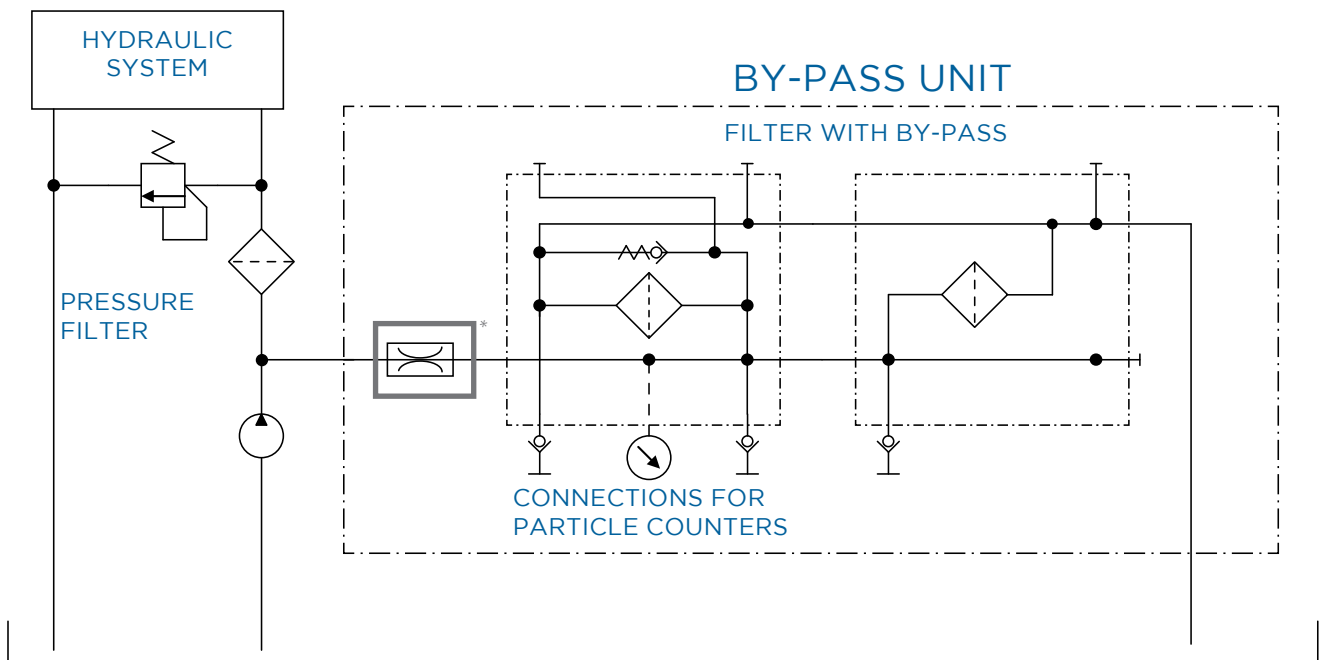 HYDRAULIC
SYSTEM
BY-PASS UNIT
FILTER WITH BY-PASS
PRESSURE
FILTER
*
CONNECTIONS FOR
PARTICLE COUNTERS